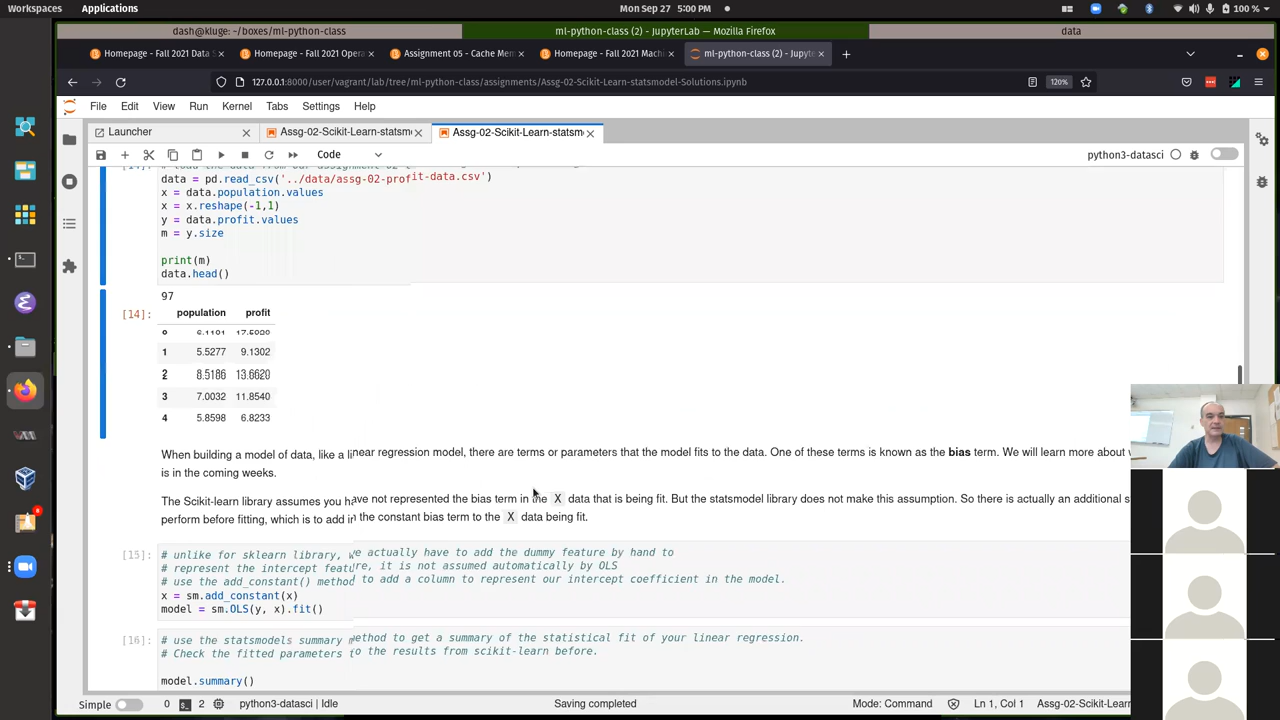 Workspaces Applications Mon Sep 27 5:00 PM 100 %
dash@kluge: ~/boxes/ml-python-class ml-python-class (2) - JupyterLab — Mozilla Firefox data
Homepage - Fall 2021 Data S Homepage - Fall 2021 Oper Assignment 05 - Cache Mem Homepage - Fall 2021 Machi ml-python-class (2) - Jupyte
127.0.0.1:8000/user/vagrant/lab/tree/ml-python-class/assignments/Assg-02-Scikit-Learn-statsmodel-Solutions.ipynb 120%
File Edit View Run Kernel Tabs Settings Help
Launcher Assg-02-Scikit-Learn-statsm Assg-02-Scikit-Learn-statsm
Code python3-datasci
data = pd.read_csv('../data/assg-02-profit-data.csv')
x = data.population.values
x = x.reshape(-1,1)
y = data.profit.values
m = y.size
print(m)
data.head()
97
[14]: population profit
1 5.5277 9.1302
2 8.5186 13.6620
3 7.0032 11.8540
4 5.8598 6.8233
When building a model of data, like a linear regression model, there are terms or parameters that the model fits to the data. One of these terms is known as the bias term. We will learn more about
is in the coming weeks.
The Scikit-learn library assumes you have not represented the bias term in the X data that is being fit. But the statsmodel library does not make this assumption. So there is actually an additional
perform before fitting, which is to add in the constant bias term to the X data being fit.
[15]: # unlike for sklearn library, we actually have to add the dummy feature by hand to
# represent the intercept feature, it is not assumed automatically by OLS
# use the add_constant() method to add a column to represent our intercept coefficient in the model.
x = sm.add_constant(x)
model = sm.OLS(y, x).fit()
[16]: # use the statsmodels summary method to get a summary of the statistical fit of your linear regression.
# Check the fitted parameters to the results from scikit-learn before.
model.summary()
Simple 0 2 python3-datasci | Idle Saving completed Mode: Command Ln 1, Col 1 Assg-02-Scikit-Learn